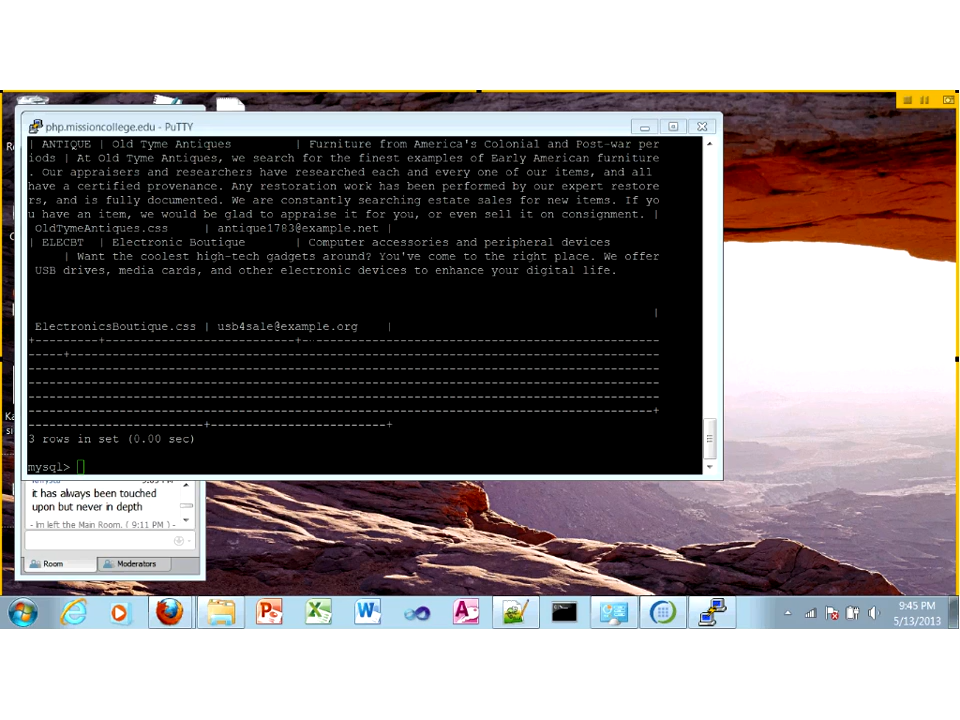 php.missioncollege.edu - PuTTY
| ANTIQUE | Old Tyme Antiques | Furniture from America's Colonial and Post-war per
iods | At Old Tyme Antiques, we search for the finest examples of Early American furniture
. Our appraisers and researchers have researched each and every one of our items, and all
have a certified provenance. Any restoration work has been performed by our expert restore
rs, and is fully documented. We are constantly searching estate sales for new items. If yo
u have an item, we would be glad to appraise it for you, or even sell it on consignment. |
OldTymeAntiques.css | antique1783@example.net |
| ELECBT | Electronic Boutique | Computer accessories and peripheral devices
| Want the coolest high-tech gadgets around? You've come to the right place. We offer
USB drives, media cards, and other electronic devices to enhance your digital life.
|
ElectronicsBoutique.css | usb4sale@example.org |
3 rows in set (0.00 sec)
mysql>
it has always been touched
upon but never in depth
- Im left the Main Room. ( 9:11 PM ) -
Room
Moderators
9:45 PM
5/13/2013